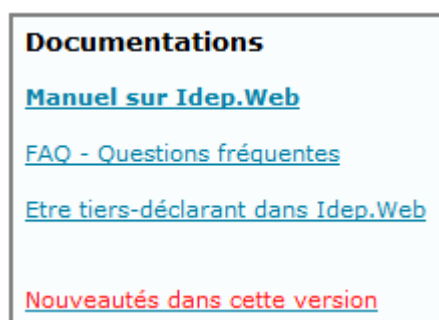 Documentations
Manuel sur Idep.Web
FAQ - Questions fréquentes
Etre tiers-déclarant dans Idep.Web
Nouveautés dans cette version